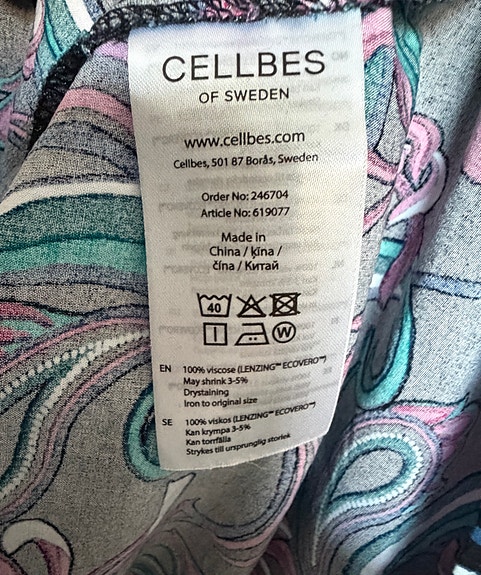 CELLBES
OF SWEDEN
www.cellbes.com
Cellbes, 501 87 Borås, Sweden
Order No: 246704
Article No: 619077
Made in
China / ķīna /
čína / Китай
40
W
EN 100% viscose (LENZING™ ECOVERO™)
May shrink 3-5%
Drystaining
Iron to original size
SE 100% viskos (LENZING™ ECOVERO™)
Kan krympa 3-5%
Kan torrfälla
Strykes till ursprunglig storlek